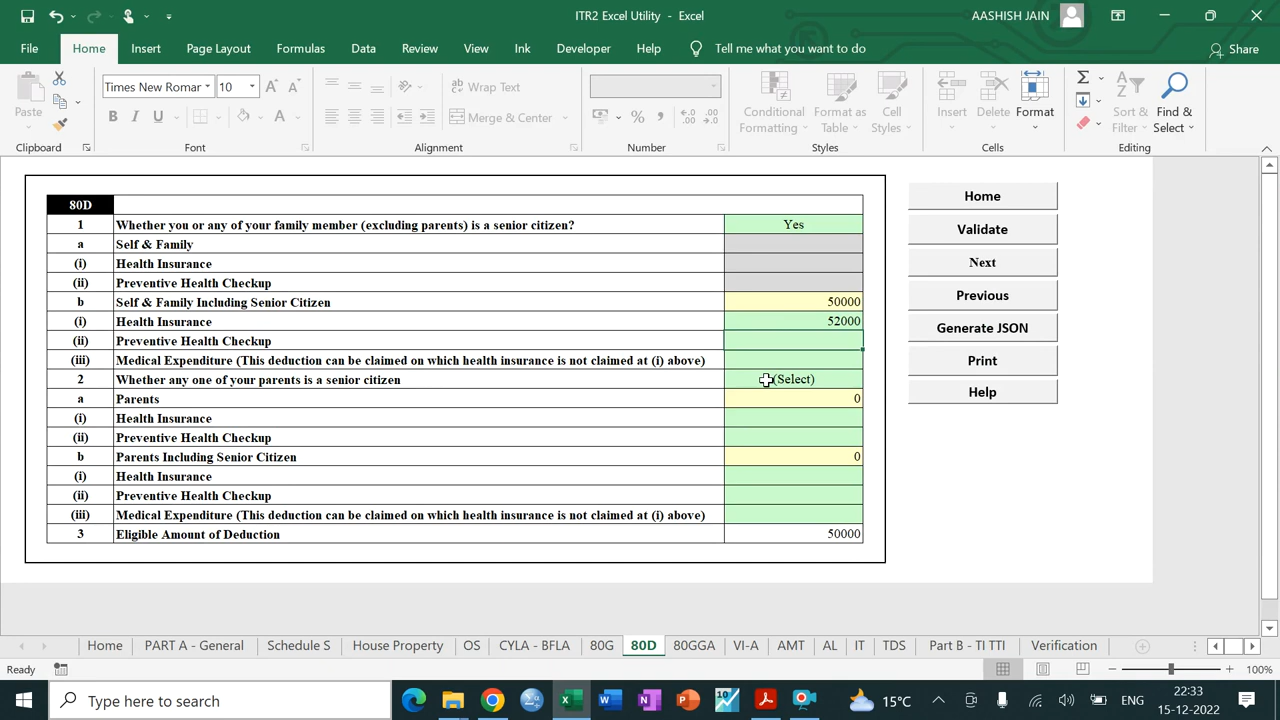 ITR2 Excel Utility - Excel
AASHISH JAIN
File Home Insert Page Layout Formulas Data Review View Ink Developer Help Tell me what you want to do Share
Times New Romar 10
Paste
B I U
Wrap Text
Merge & Center
Conditional Formatting
Format as Table
Cell Styles
Insert
Delete
Format
Sort & Filter
Find & Select
Clipboard Font Alignment Number Styles Cells Editing
80D
1 Whether you or any of your family member (excluding parents) is a senior citizen? Yes
a Self & Family
(i) Health Insurance
(ii) Preventive Health Checkup
b Self & Family Including Senior Citizen 50000
(i) Health Insurance 52000
(ii) Preventive Health Checkup
(iii) Medical Expenditure (This deduction can be claimed on which health insurance is not claimed at (i) above)
2 Whether any one of your parents is a senior citizen (Select)
a Parents 0
(i) Health Insurance
(ii) Preventive Health Checkup
b Parents Including Senior Citizen 0
(i) Health Insurance
(ii) Preventive Health Checkup
(iii) Medical Expenditure (This deduction can be claimed on which health insurance is not claimed at (i) above)
3 Eligible Amount of Deduction 50000
Home
Validate
Next
Previous
Generate JSON
Print
Help
Home PART A - General Schedule S House Property OS CYLA - BFLA 80G 80D 80GGA VI-A AMT AL IT TDS Part B - TI TTI Verification
Ready 100%
Type here to search 15°C ENG 22:33
15-12-2022